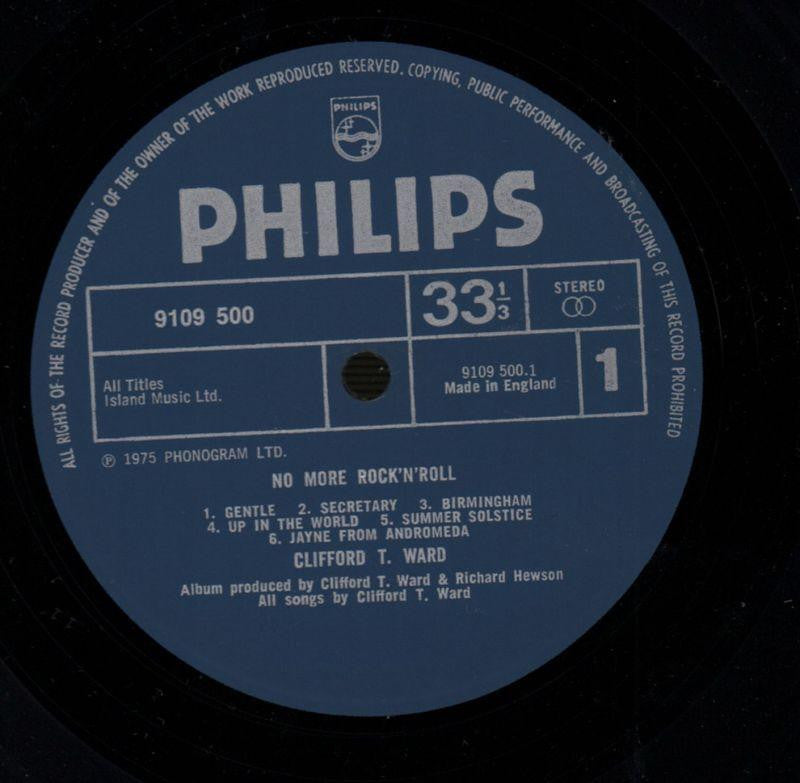 ALL RIGHTS OF THE RECORD PRODUCER AND OF THE OWNER OF THE WORK REPRODUCED RESERVED. COPYING, PUBLIC PERFORMANCE AND BROADCASTING OF THIS RECORD PROHIBITED
PHILIPS
PHILIPS
9109 500
33 1/3
STEREO
All Titles
Island Music Ltd.
9109 500.1
Made in England
1
℗ 1975 PHONOGRAM LTD.
NO MORE ROCK'N'ROLL
1. GENTLE 2. SECRETARY 3. BIRMINGHAM
4. UP IN THE WORLD 5. SUMMER SOLSTICE
6. JAYNE FROM ANDROMEDA
CLIFFORD T. WARD
Album produced by Clifford T. Ward & Richard Hewson
All songs by Clifford T. Ward